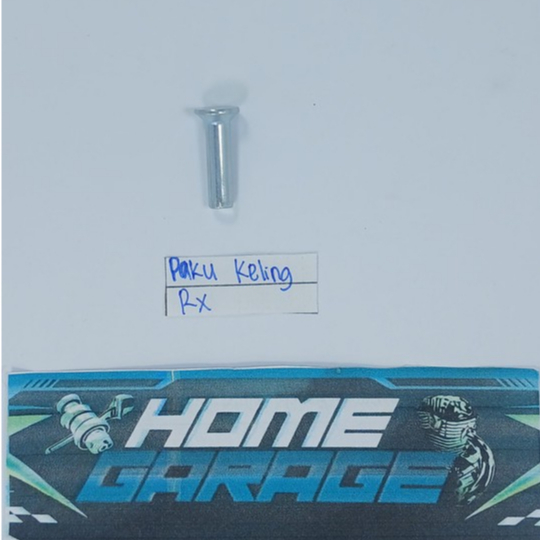 Paku Keling
Rx
HOME
GARAGE